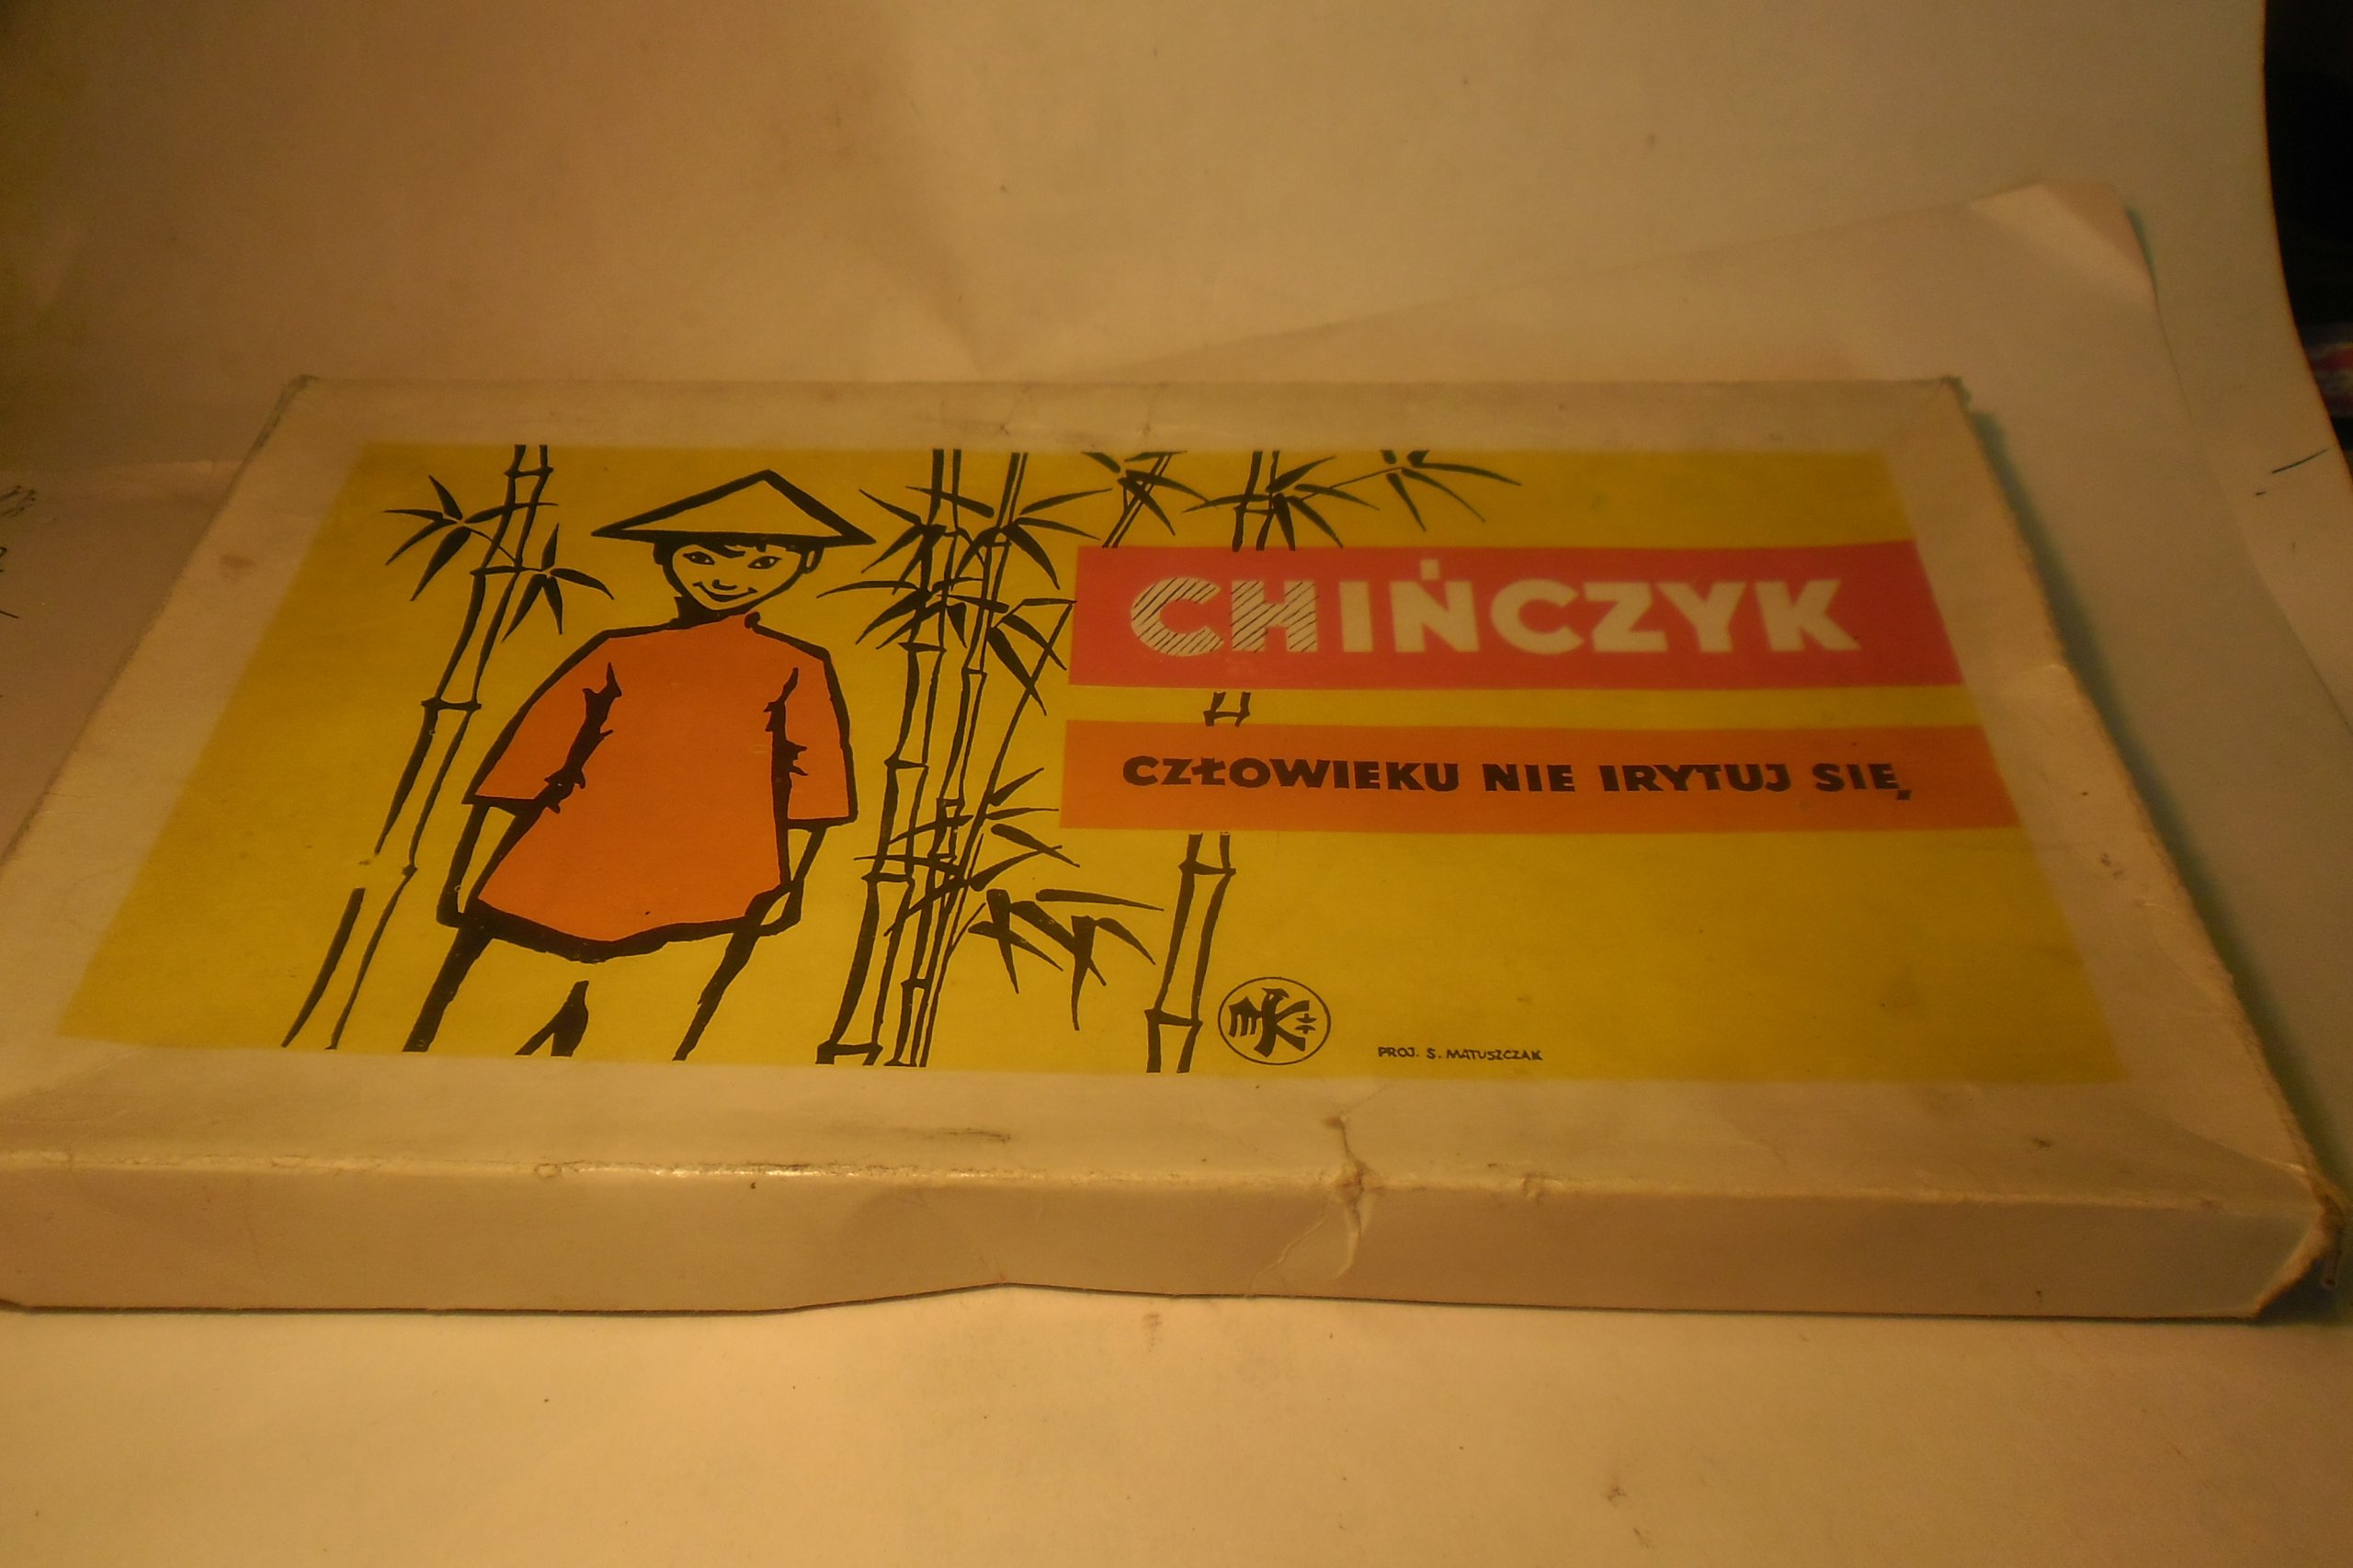 CHIŃCZYK
CZŁOWIEKU NIE IRYTUJ SIĘ
PROJ. S. MATUSZCZAK